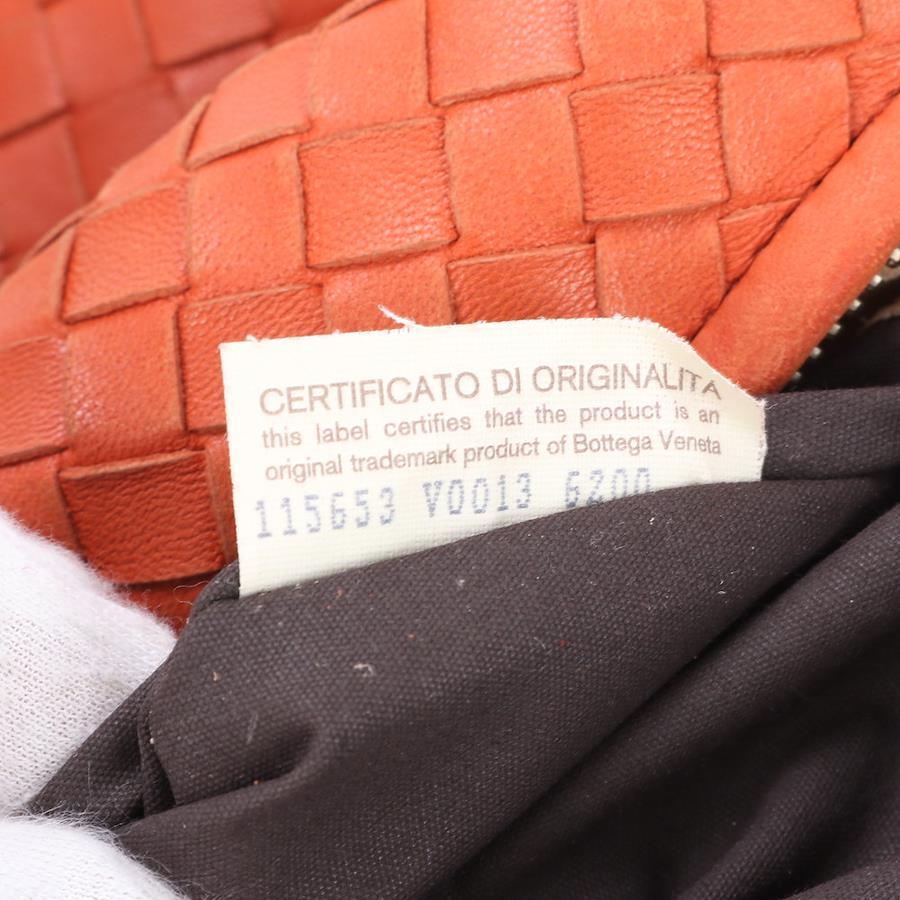 CERTIFICATO DI ORIGINALITA
this label certifies that the product is an
original trademark product of Bottega Veneta
115653 V0013 6200